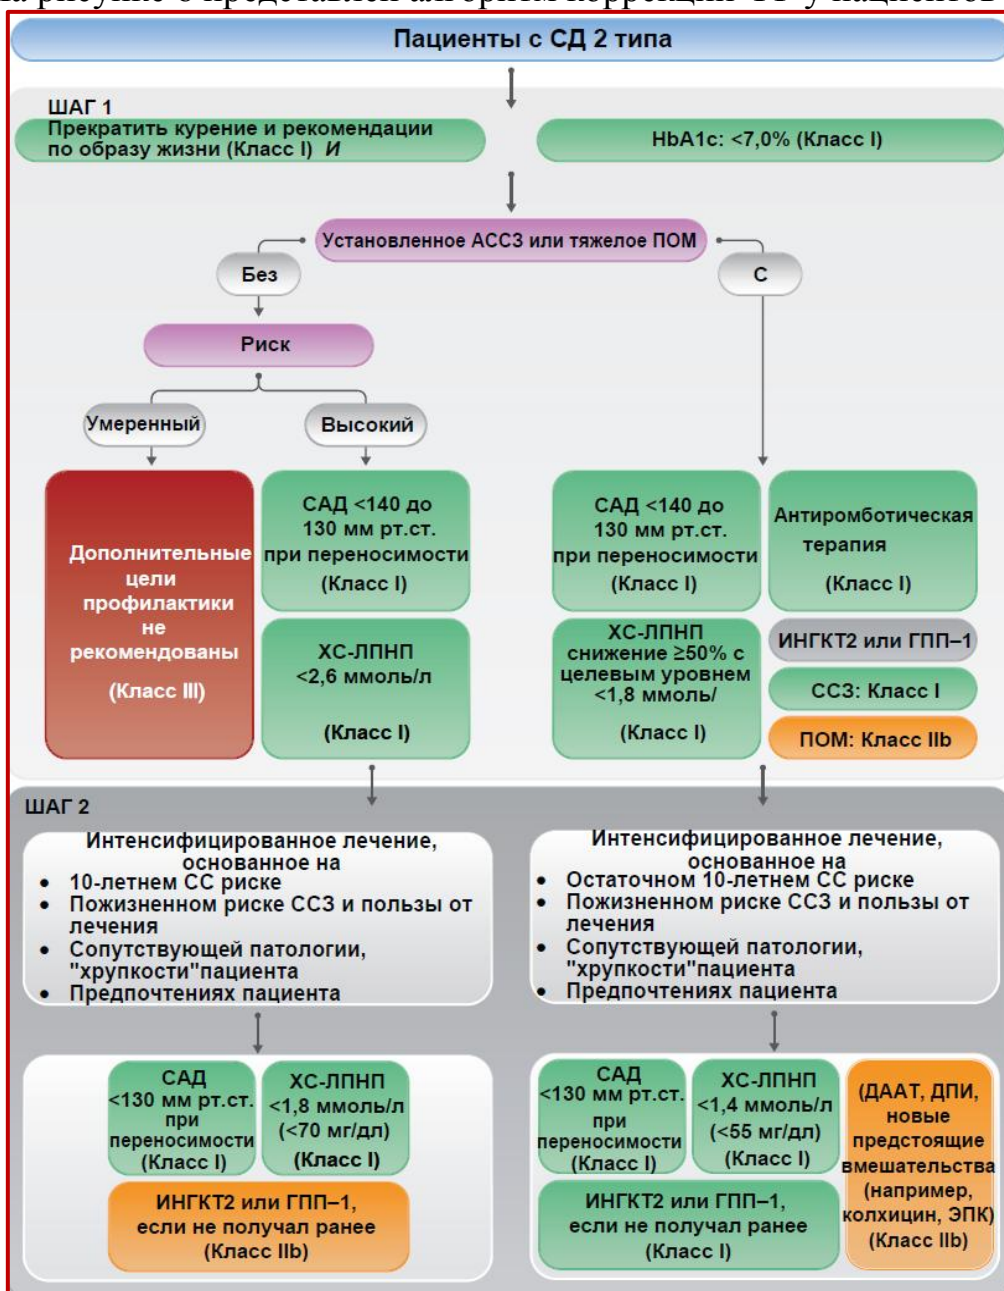 Пациенты с СД 2 типа
ШАГ 1
Прекратить курение и рекомендации
по образу жизни (Класс I) И
HbA1c: <7,0% (Класс I)
Установленное АССЗ или тяжелое ПОМ
Без
С
Риск
Умеренный
Высокий
Дополнительные
цели
профилактики
не
рекомендованы
(Класс III)
САД <140 до
130 мм рт.ст.
при переносимости
(Класс I)
ХС-ЛПНП
<2,6 ммоль/л
(Класс I)
САД <140 до
130 мм рт.ст.
при переносимости
(Класс I)
Антиромботическая
терапия
(Класс I)
ХС-ЛПНП
снижение ≥50% с
целевым уровнем
<1,8 ммоль/
(Класс I)
ИНГКТ2 или ГПП–1
ССЗ: Класс I
ПОМ: Класс IIb
ШАГ 2
Интенсифицированное лечение,
основанное на
• 10-летнем СС риске
• Пожизненном риске ССЗ и пользы от
лечения
• Сопутствующей патологии,
"хрупкости"пациента
• Предпочтениях пациента
Интенсифицированное лечение,
основанное на
• Остаточном 10-летнем СС риске
• Пожизненном риске ССЗ и пользы от
лечения
• Сопутствующей патологии,
"хрупкости"пациента
• Предпочтениях пациента
САД
<130 мм рт.ст.
при
переносимости
(Класс I)
ХС-ЛПНП
<1,8 ммоль/л
(<70 мг/дл)
(Класс I)
ИНГКТ2 или ГПП–1,
если не получал ранее
(Класс IIb)
САД
<130 мм рт.ст.
при
переносимости
(Класс I)
ХС-ЛПНП
<1,4 ммоль/л
(<55 мг/дл)
(Класс I)
ИНГКТ2 или ГПП–1,
если не получал ранее
(Класс I)
(ДААТ, ДПИ,
новые
предстоящие
вмешательства
(например,
колхицин, ЭПК)
(Класс IIb)